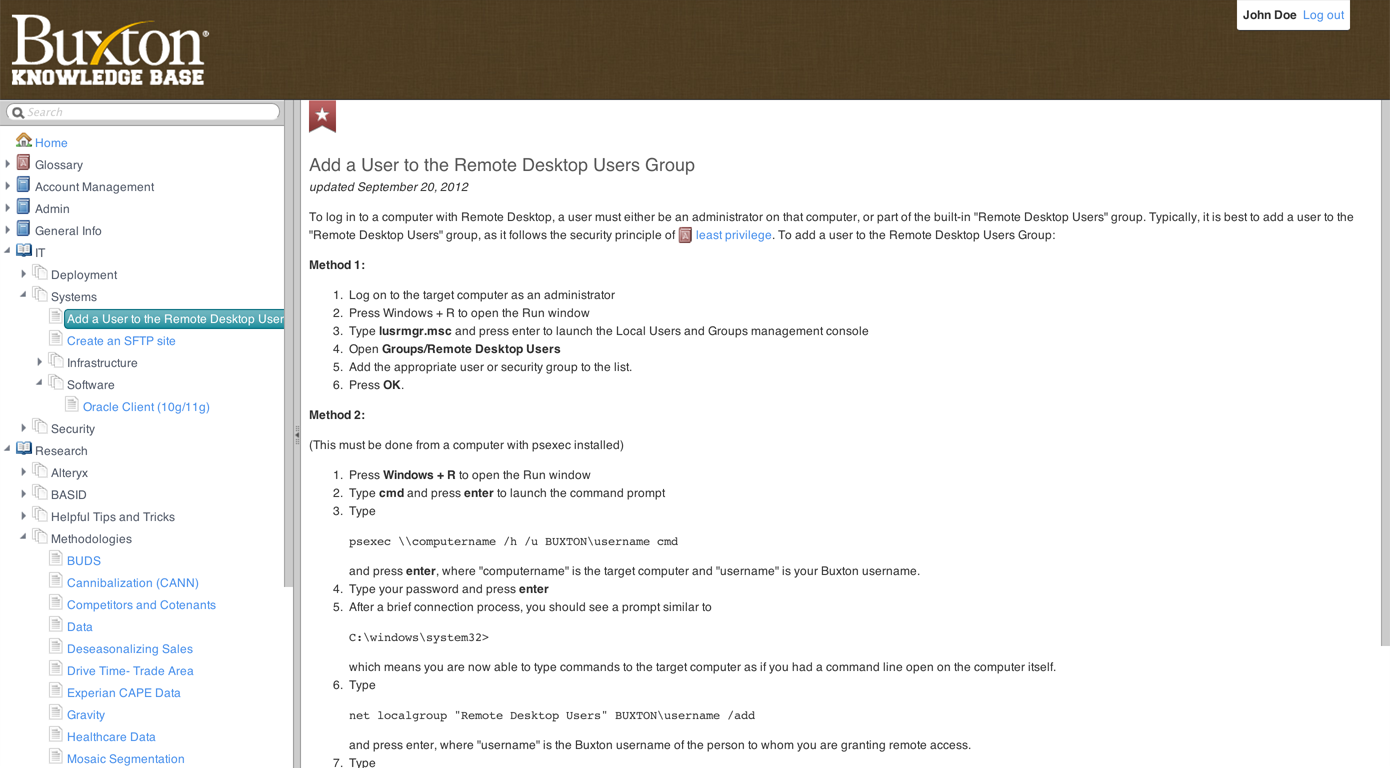 John Doe Log out
Buxton®
KNOWLEDGE BASE
Search
Home
Glossary
Account Management
Admin
General Info
IT
Deployment
Systems
Add a User to the Remote Desktop User
Create an SFTP site
Infrastructure
Software
Oracle Client (10g/11g)
Security
Research
Alteryx
BASID
Helpful Tips and Tricks
Methodologies
BUDS
Cannibalization (CANN)
Competitors and Cotenants
Data
Deseasonalizing Sales
Drive Time- Trade Area
Experian CAPE Data
Gravity
Healthcare Data
Mosaic Segmentation
Add a User to the Remote Desktop Users Group
updated September 20, 2012
To log in to a computer with Remote Desktop, a user must either be an administrator on that computer, or part of the built-in "Remote Desktop Users" group. Typically, it is best to add a user to the
"Remote Desktop Users" group, as it follows the security principle of least privilege. To add a user to the Remote Desktop Users Group:
Method 1:
1. Log on to the target computer as an administrator
2. Press Windows + R to open the Run window
3. Type lusrmgr.msc and press enter to launch the Local Users and Groups management console
4. Open Groups/Remote Desktop Users
5. Add the appropriate user or security group to the list.
6. Press OK.
Method 2:
(This must be done from a computer with psexec installed)
1. Press Windows + R to open the Run window
2. Type cmd and press enter to launch the command prompt
3. Type
psexec \\computername /h /u BUXTON\username cmd
and press enter, where "computername" is the target computer and "username" is your Buxton username.
4. Type your password and press enter
5. After a brief connection process, you should see a prompt similar to
C:\windows\system32>
which means you are now able to type commands to the target computer as if you had a command line open on the computer itself.
6. Type
net localgroup "Remote Desktop Users" BUXTON\username /add
and press enter, where "username" is the Buxton username of the person to whom you are granting remote access.
7. Type